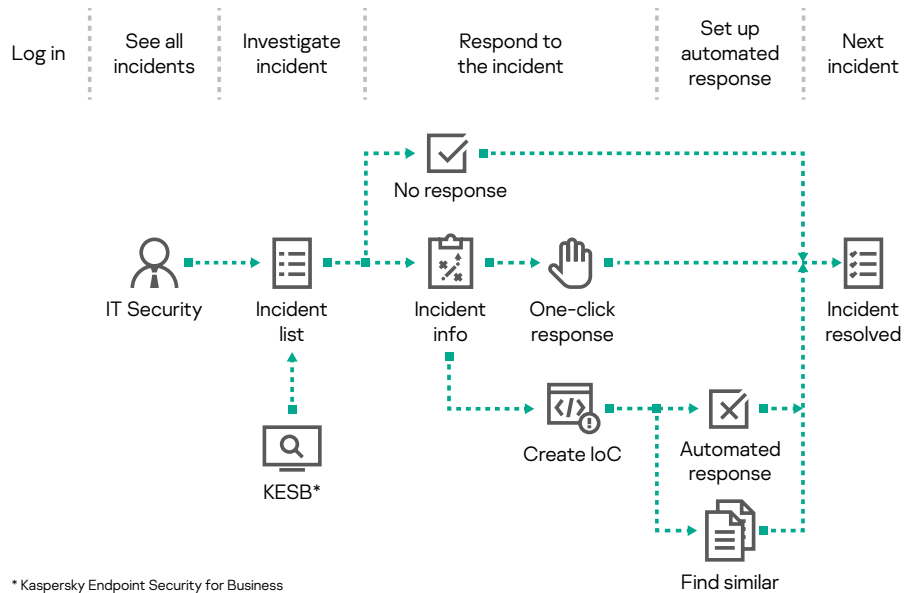 Log in
See all
incidents
Investigate
incident
Respond to
the incident
Set up
automated
response
Next
incident
No response
IT Security
Incident
list
Incident
info
One-click
response
Incident
resolved
</>
Create IoC
Automated
response
KESB*
Find similar
* Kaspersky Endpoint Security for Business